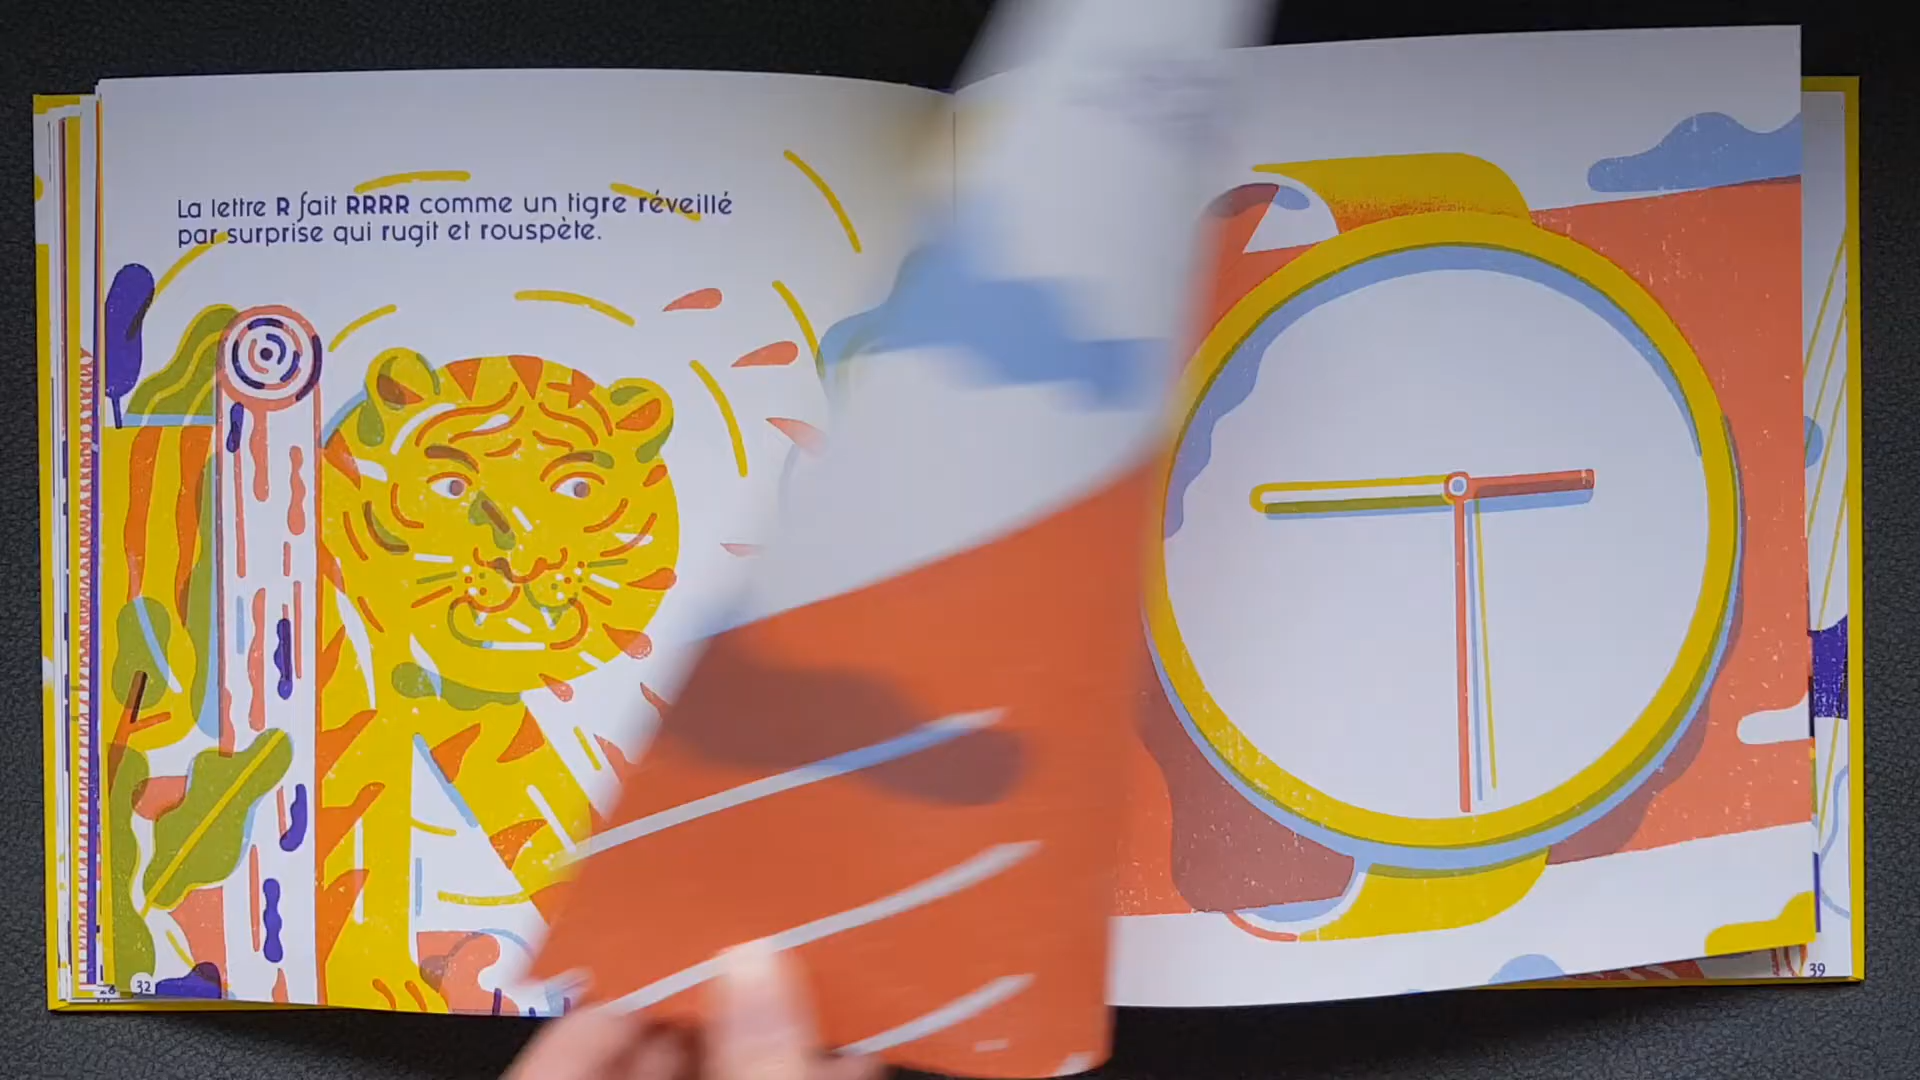 La lettre R fait RRRR comme un tigre réveillé
par surprise qui rugit et rouspète.
32
39